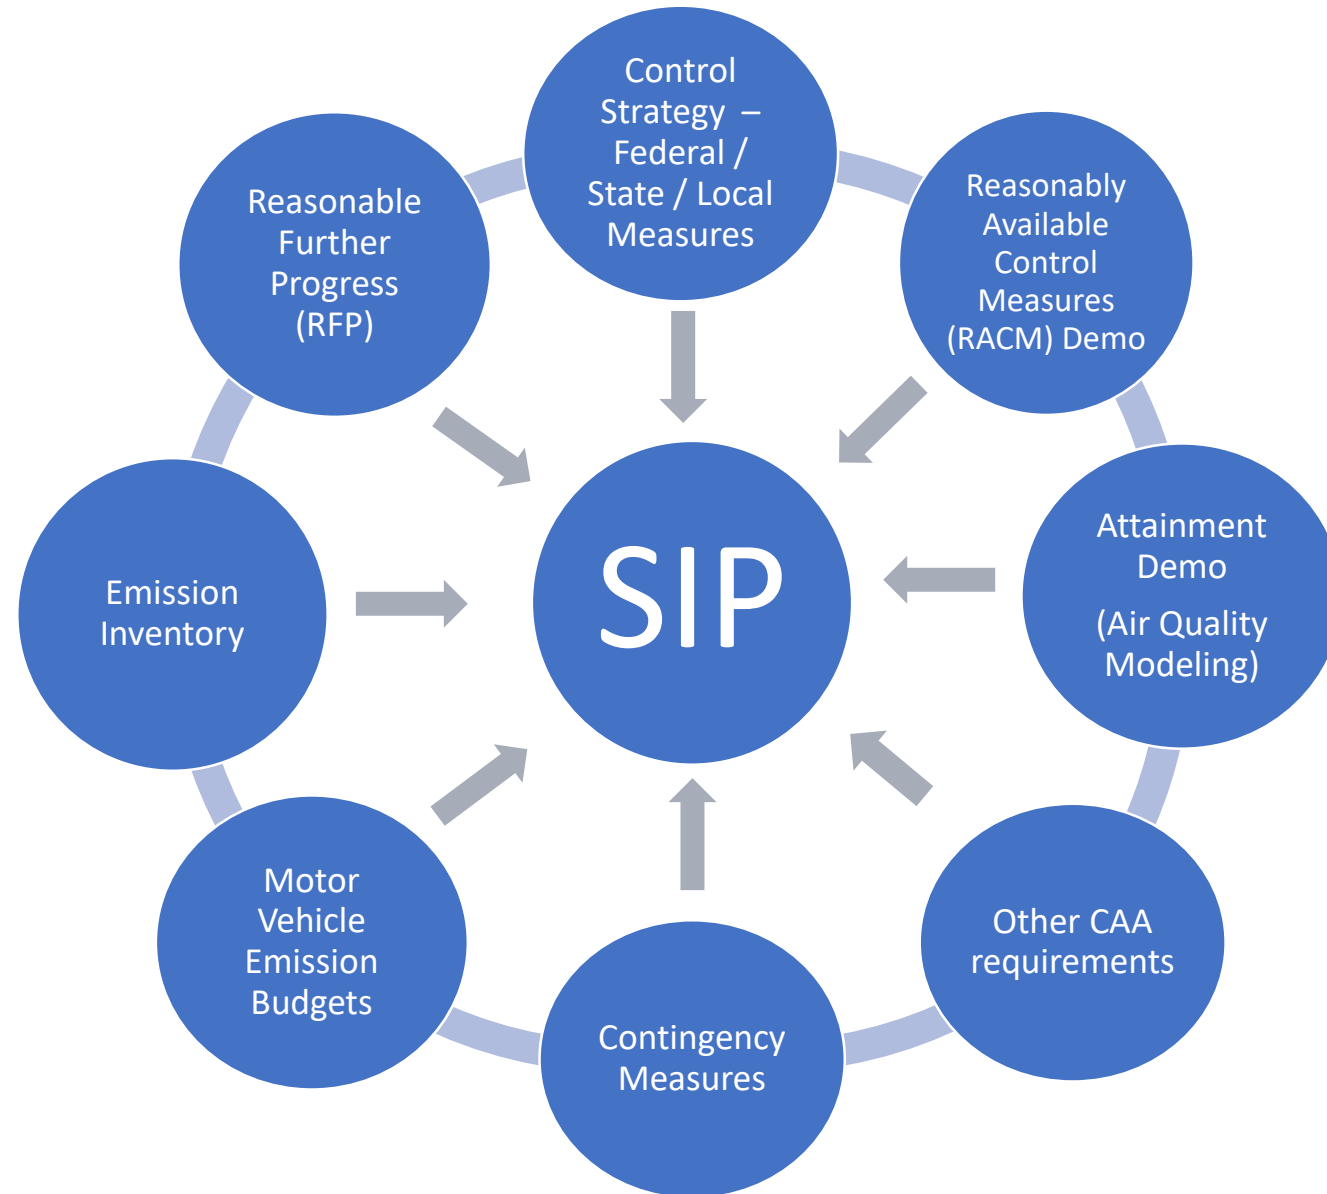 Control
Strategy –
Federal /
State / Local
Measures
Reasonably
Available
Control
Measures
(RACM) Demo
Attainment
Demo
(Air Quality
Modeling)
Other CAA
requirements
Contingency
Measures
Motor
Vehicle
Emission
Budgets
Emission
Inventory
Reasonable
Further
Progress
(RFP)
SIP